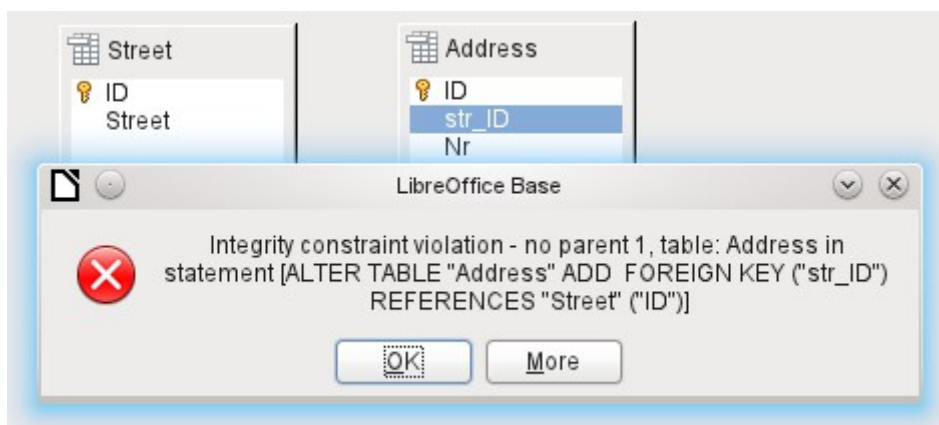 Street
ID
Street
Address
ID
str_ID
Nr
LibreOffice Base
Integrity constraint violation - no parent 1, table: Address in
statement [ALTER TABLE "Address" ADD  FOREIGN KEY ("str_ID")
REFERENCES "Street" ("ID")]
OK
More